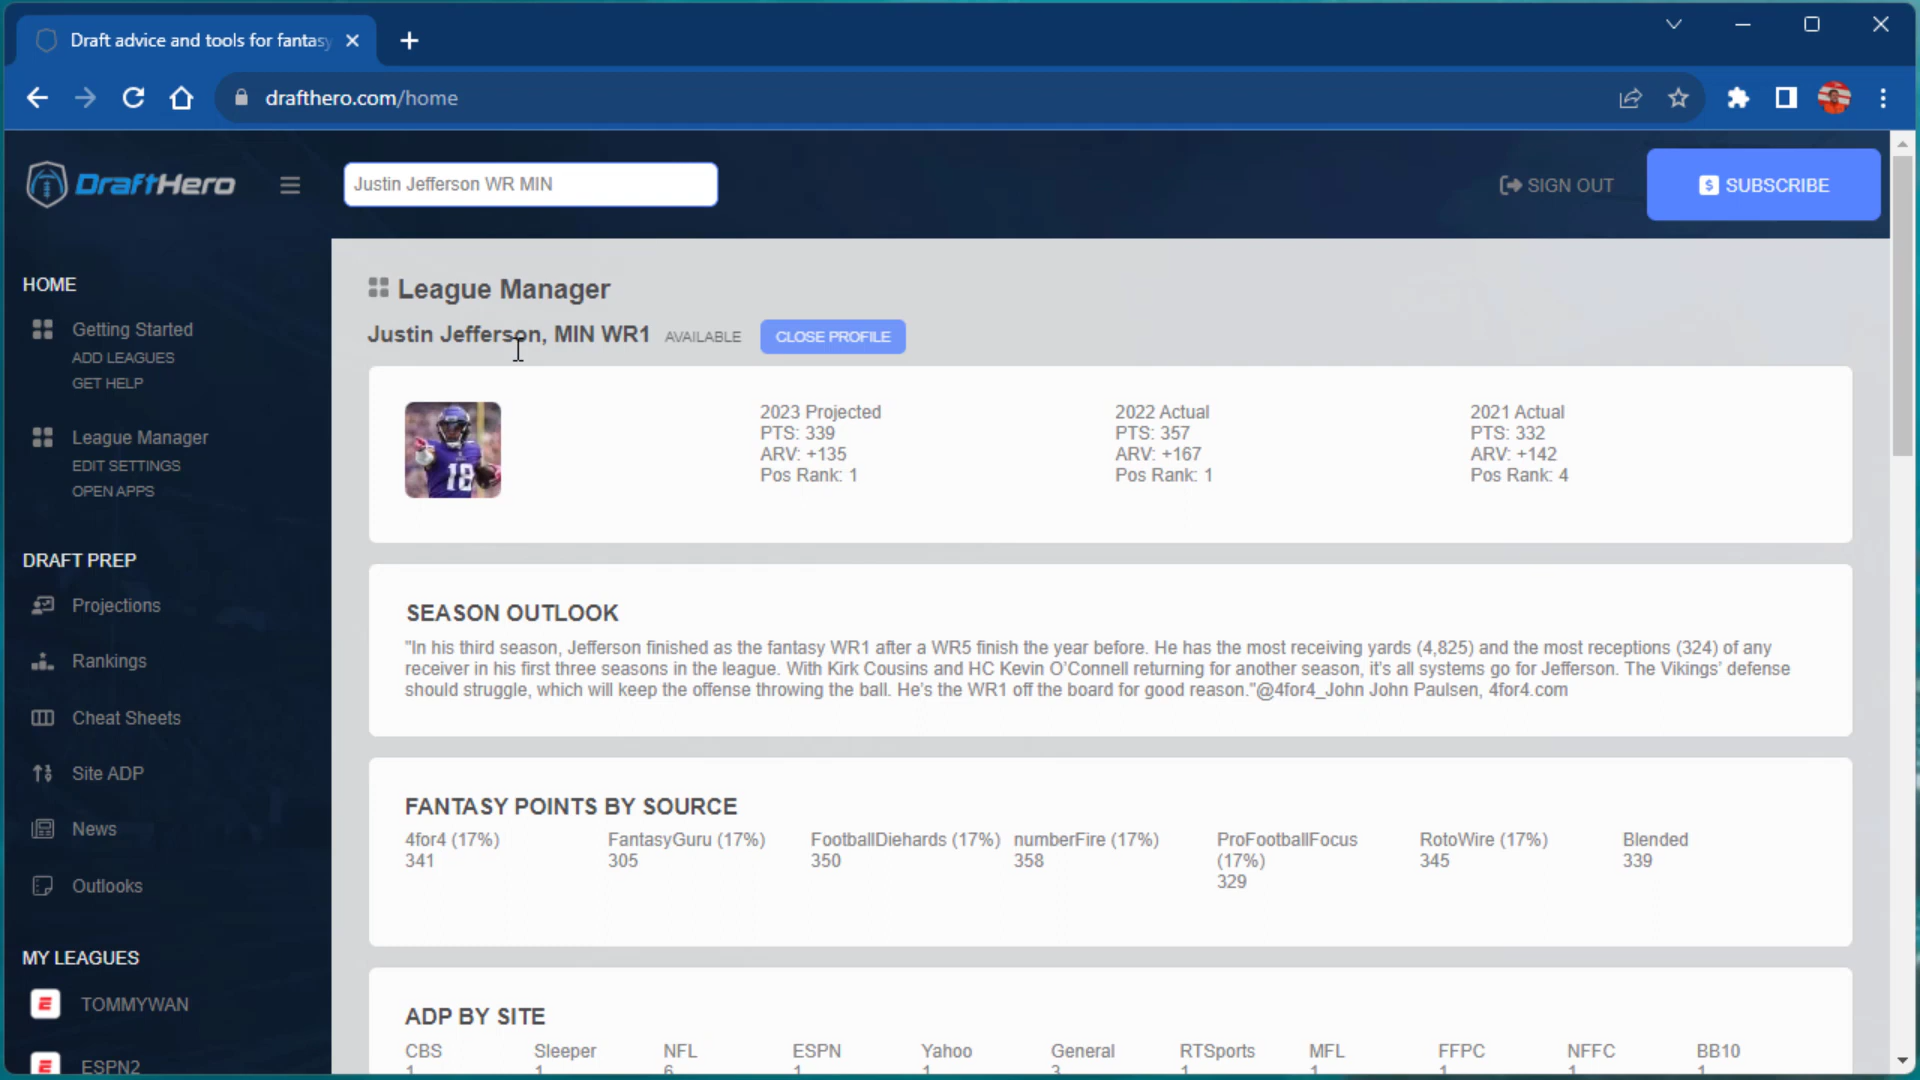 Draft advice and tools for fantasy
drafthero.com/home
DraftHero
Justin Jefferson WR MIN
SIGN OUT
SUBSCRIBE
HOME
Getting Started
ADD LEAGUES
GET HELP
League Manager
EDIT SETTINGS
OPEN APPS
DRAFT PREP
Projections
Rankings
Cheat Sheets
Site ADP
News
Outlooks
MY LEAGUES
TOMMYWAN
ESPN2
League Manager
Justin Jefferson, MIN WR1 AVAILABLE CLOSE PROFILE
18
2023 Projected
PTS: 339
ARV: +135
Pos Rank: 1
2022 Actual
PTS: 357
ARV: +167
Pos Rank: 1
2021 Actual
PTS: 332
ARV: +142
Pos Rank: 4
SEASON OUTLOOK
"In his third season, Jefferson finished as the fantasy WR1 after a WR5 finish the year before. He has the most receiving yards (4,825) and the most receptions (324) of any
receiver in his first three seasons in the league. With Kirk Cousins and HC Kevin O'Connell returning for another season, it's all systems go for Jefferson. The Vikings' defense
should struggle, which will keep the offense throwing the ball. He's the WR1 off the board for good reason."@4for4_John John Paulsen, 4for4.com
FANTASY POINTS BY SOURCE
4for4 (17%)
341
FantasyGuru (17%)
305
FootballDiehards (17%)
350
numberFire (17%)
358
ProFootballFocus
(17%)
329
RotoWire (17%)
345
Blended
339
ADP BY SITE
CBS Sleeper NFL ESPN Yahoo General RTSports MFL FFPC NFFC BB10